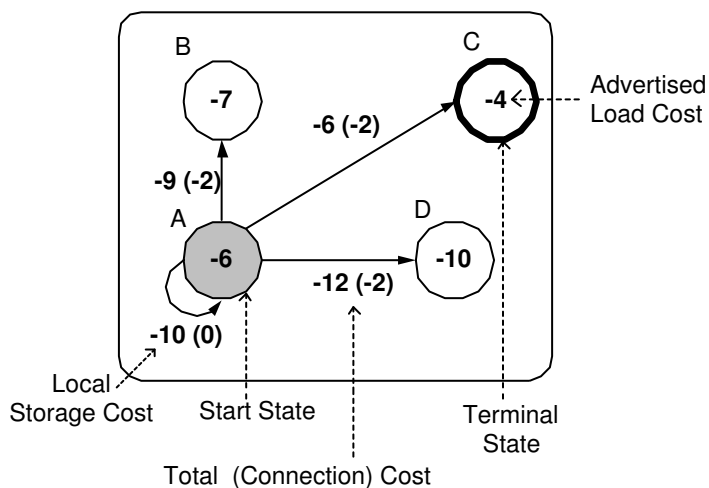 B
C
-7
-4
Advertised
Load Cost
-6 (-2)
-9 (-2)
A
D
-6
-10
-12 (-2)
-10 (0)
Local
Storage Cost
Start State
Terminal
State
Total (Connection) Cost